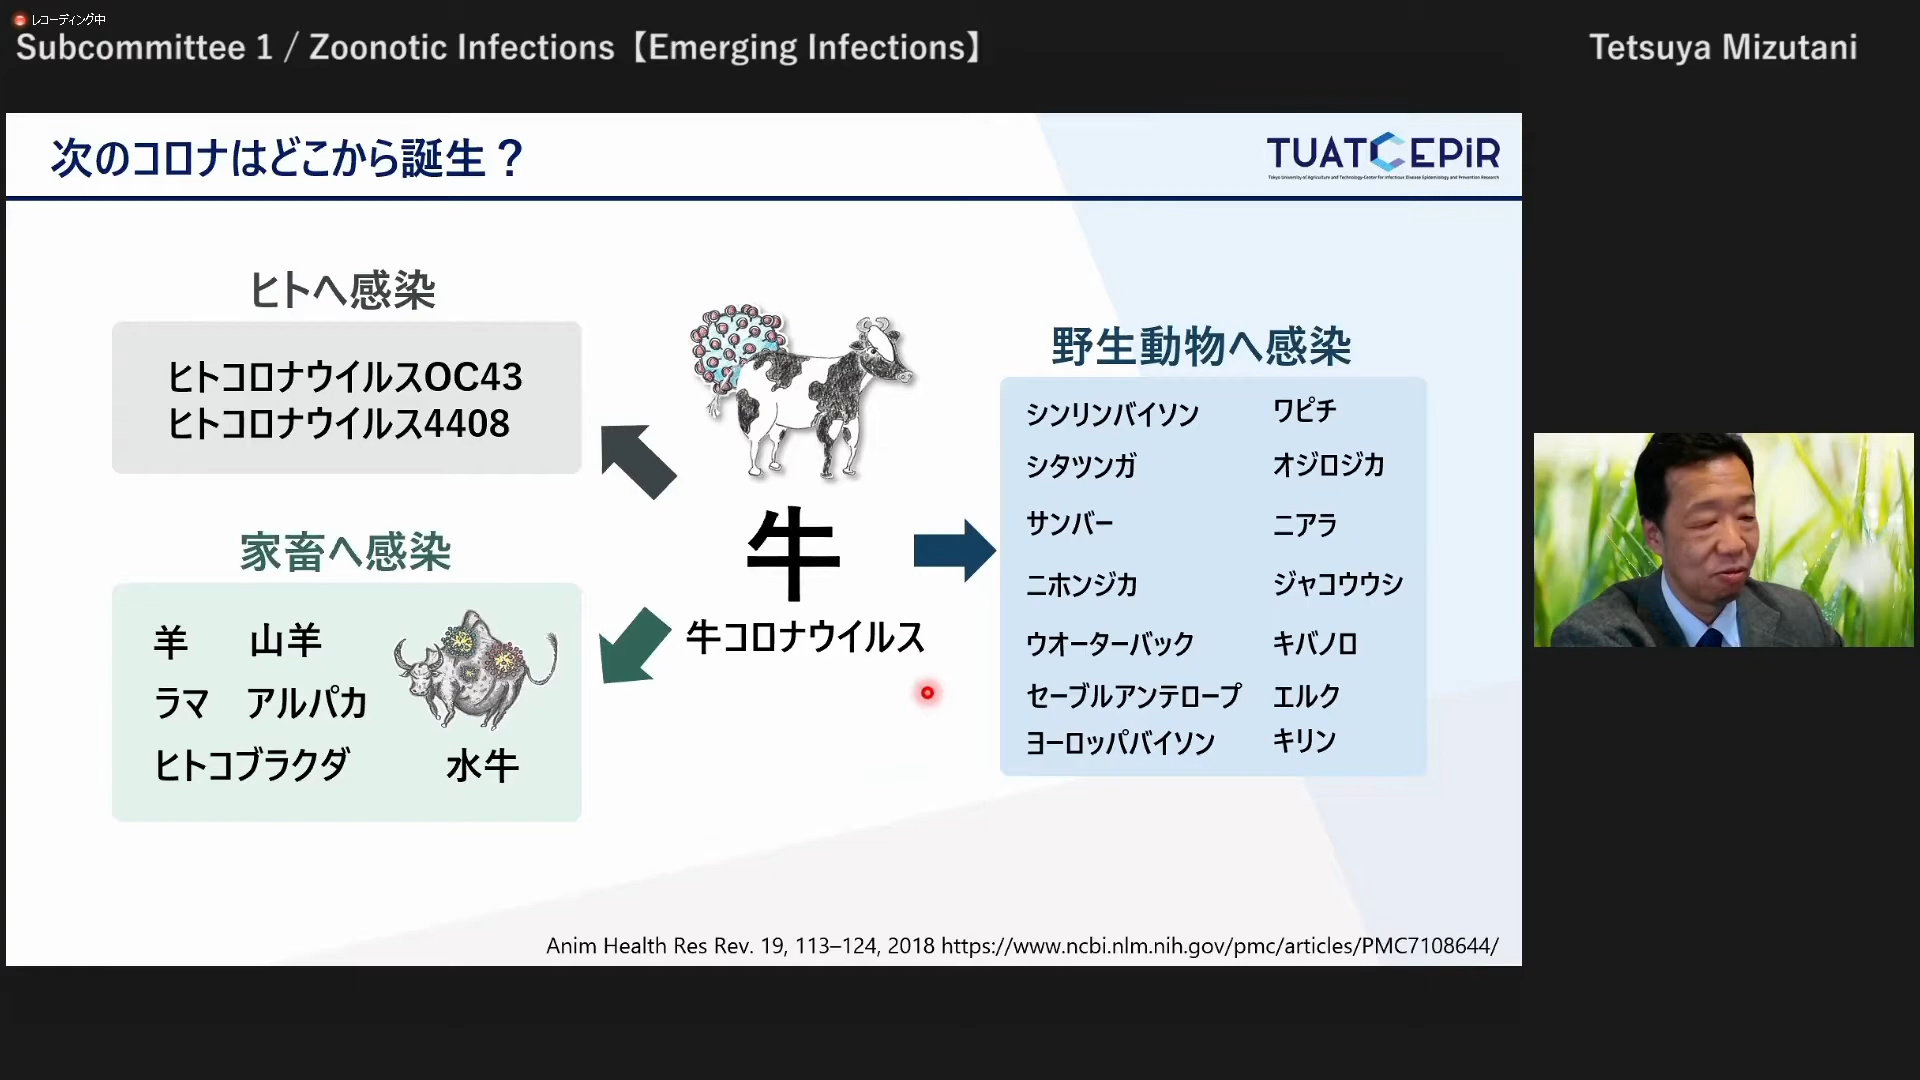 レコーディング中
Subcommittee 1 / Zoonotic Infections【Emerging Infections】
Tetsuya Mizutani
次のコロナはどこから誕生？
TUATCEPiR
Tokyo University of Agriculture and Technology-Center for Infectious Disease Epidemiology and Prevention Research
ヒトへ感染
ヒトコロナウイルスOC43
ヒトコロナウイルス4408
家畜へ感染
羊 山羊
ラマ アルパカ
ヒトコブラクダ 水牛
牛
牛コロナウイルス
野生動物へ感染
シンリンバイソン ワピチ
シタツンガ オジロジカ
サンバー ニアラ
ニホンジカ ジャコウウシ
ウオーターバック キバノロ
セーブルアンテロープ エルク
ヨーロッパバイソン キリン
Anim Health Res Rev. 19, 113–124, 2018 https://www.ncbi.nlm.nih.gov/pmc/articles/PMC7108644/